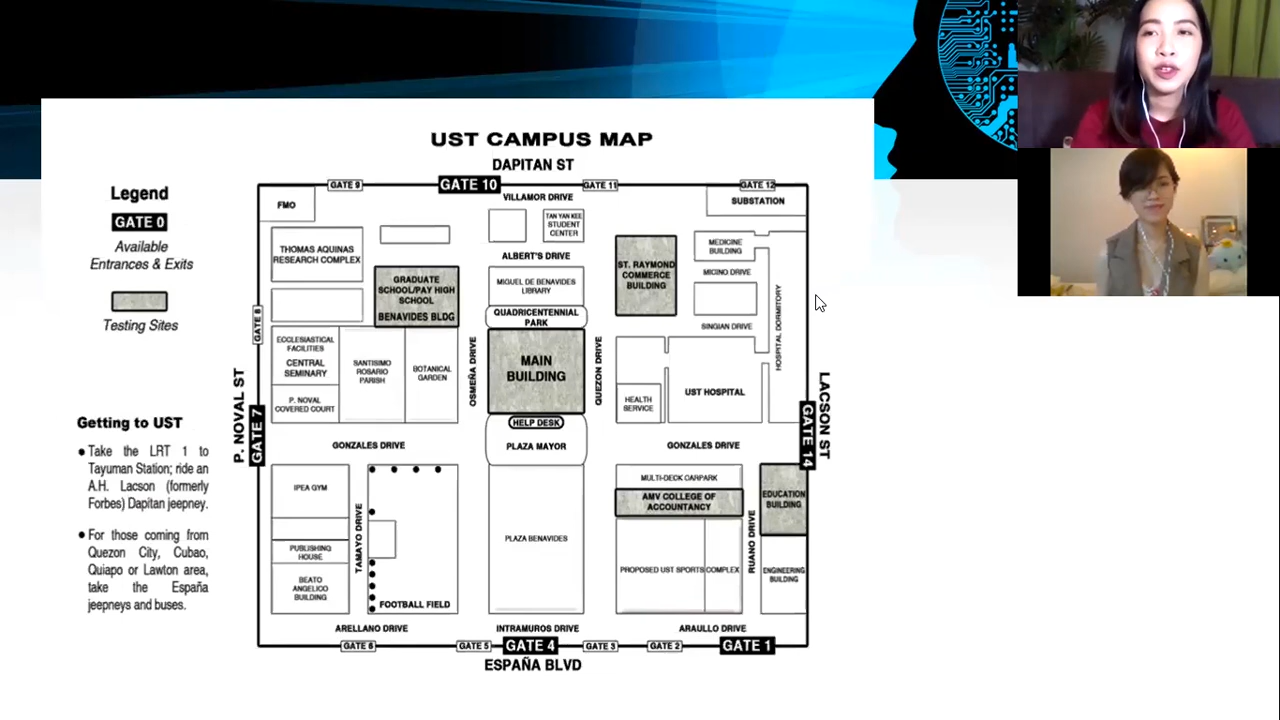 UST CAMPUS MAP
DAPITAN ST
Legend
GATE 0
Available
Entrances & Exits
Testing Sites
Getting to UST
● Take the LRT 1 to
Tayuman Station; ride an
A.H. Lacson (formerly
Forbes) Dapitan jeepney.
● For those coming from
Quezon City, Cubao,
Quiapo or Lawton area,
take the España
jeepneys and buses.
GATE 9
GATE 10
GATE 11
GATE 12
FMO
VILLAMOR DRIVE
SUBSTATION
TAN YAN KEE
STUDENT
CENTER
THOMAS AQUINAS
RESEARCH COMPLEX
ALBERT'S DRIVE
MEDICINE
BUILDING
GRADUATE
SCHOOL/PAY HIGH
SCHOOL
BENAVIDES BLDG
MIGUEL DE BENAVIDES
LIBRARY
ST. RAYMOND
COMMERCE
BUILDING
MICINO DRIVE
QUADRICENTENNIAL
PARK
SINGIAN DRIVE
HOSPITAL DORMITORY
GATE 8
ECCLESIASTICAL
FACILITIES
CENTRAL
SEMINARY
P. NOVAL
COVERED COURT
SANTISIMO
ROSARIO
PARISH
BOTANICAL
GARDEN
OSMEÑA DRIVE
MAIN
BUILDING
QUEZON DRIVE
HEALTH
SERVICE
UST HOSPITAL
HELP DESK
PLAZA MAYOR
P. NOVAL ST
GATE 7
GONZALES DRIVE
GONZALES DRIVE
GATE 14
LACSON ST
IPEA GYM
PUBLISHING
HOUSE
BEATO
ANGELICO
BUILDING
TAMAYO DRIVE
FOOTBALL FIELD
PLAZA BENAVIDES
MULTI-DECK CARPARK
AMV COLLEGE OF
ACCOUNTANCY
PROPOSED UST SPORTS COMPLEX
RUANO DRIVE
EDUCATION
BUILDING
ENGINEERING
BUILDING
ARELLANO DRIVE
INTRAMUROS DRIVE
ARAULLO DRIVE
GATE 6
GATE 5
GATE 4
GATE 3
GATE 2
GATE 1
ESPAÑA BLVD